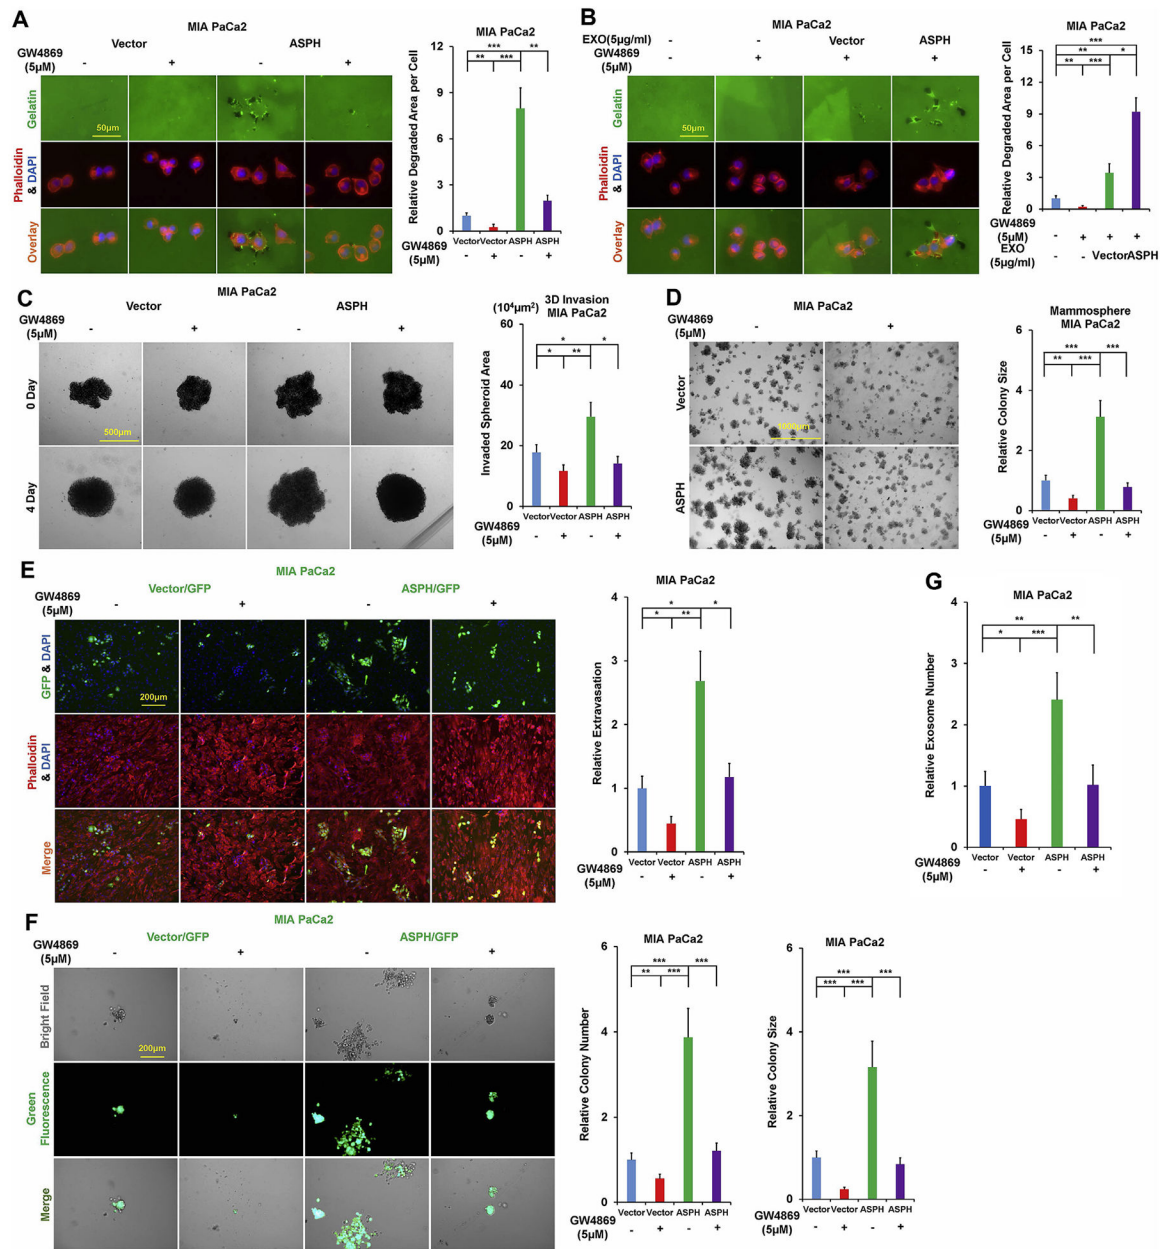 A
MIA PaCa2
GW4869
(5μM)
Vector
ASPH
- + - +
Gelatin
50μm
Phalloidin
& DAPI
Overlay
MIA PaCa2
Relative Degraded Area per Cell
*** **
** ***
12
9
6
3
0
Vector Vector ASPH ASPH
GW4869
(5μM)
- + - +
B
MIA PaCa2
EXO(5μg/ml) - - Vector ASPH
GW4869
(5μM)
- + + +
Gelatin
50μm
Phalloidin
& DAPI
Overlay
MIA PaCa2
Relative Degraded Area per Cell
***
** *
** ***
15
12
9
6
3
0
GW4869
(5μM)
- + + +
EXO
(5μg/ml)
- - Vector ASPH
C
MIA PaCa2
GW4869
(5μM)
Vector
ASPH
- + - +
0 Day
500μm
4 Day
(10⁴μm²)
3D Invasion
MIA PaCa2
Invaded Spheroid Area
* *
* **
60
40
20
0
Vector Vector ASPH ASPH
GW4869
(5μM)
- + - +
D
MIA PaCa2
GW4869
(5μM)
- +
Vector
1000μm
ASPH
Mammosphere
MIA PaCa2
Relative Colony Size
*** ***
** ***
6
4
2
0
Vector Vector ASPH ASPH
GW4869
(5μM)
- + - +
E
MIA PaCa2
Vector/GFP
ASPH/GFP
GW4869
(5μM)
- + - +
GFP & DAPI
200μm
Phalloidin
& DAPI
Merge
MIA PaCa2
Relative Extravasation
* *
* **
4
3
2
1
0
Vector Vector ASPH ASPH
GW4869
(5μM)
- + - +
G
MIA PaCa2
Relative Exosome Number
** **
* ***
4
3
2
1
0
Vector Vector ASPH ASPH
GW4869
(5μM)
- + - +
F
MIA PaCa2
Vector/GFP
ASPH/GFP
GW4869
(5μM)
- + - +
Bright Field
200μm
Green
Fluorescence
Merge
MIA PaCa2
Relative Colony Number
*** ***
** ***
6
4
2
0
Vector Vector ASPH ASPH
GW4869
(5μM)
- + - +
MIA PaCa2
Relative Colony Size
*** ***
*** ***
6
4
2
0
Vector Vector ASPH ASPH
GW4869
(5μM)
- + - +